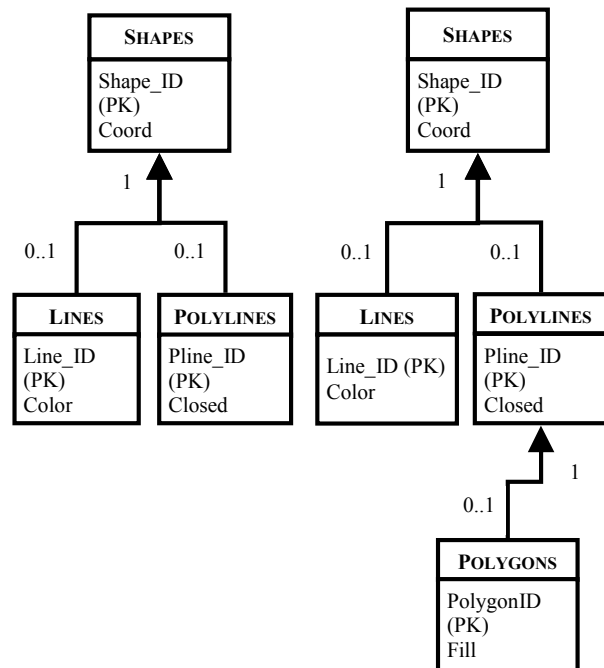 SHAPES
Shape_ID
(PK)
Coord
1
0..1
0..1
LINES
Line_ID
(PK)
Color
POLYLINES
Pline_ID
(PK)
Closed
SHAPES
Shape_ID
(PK)
Coord
1
0..1
0..1
LINES
Line_ID (PK)
Color
POLYLINES
Pline_ID
(PK)
Closed
1
0..1
POLYGONS
PolygonID
(PK)
Fill